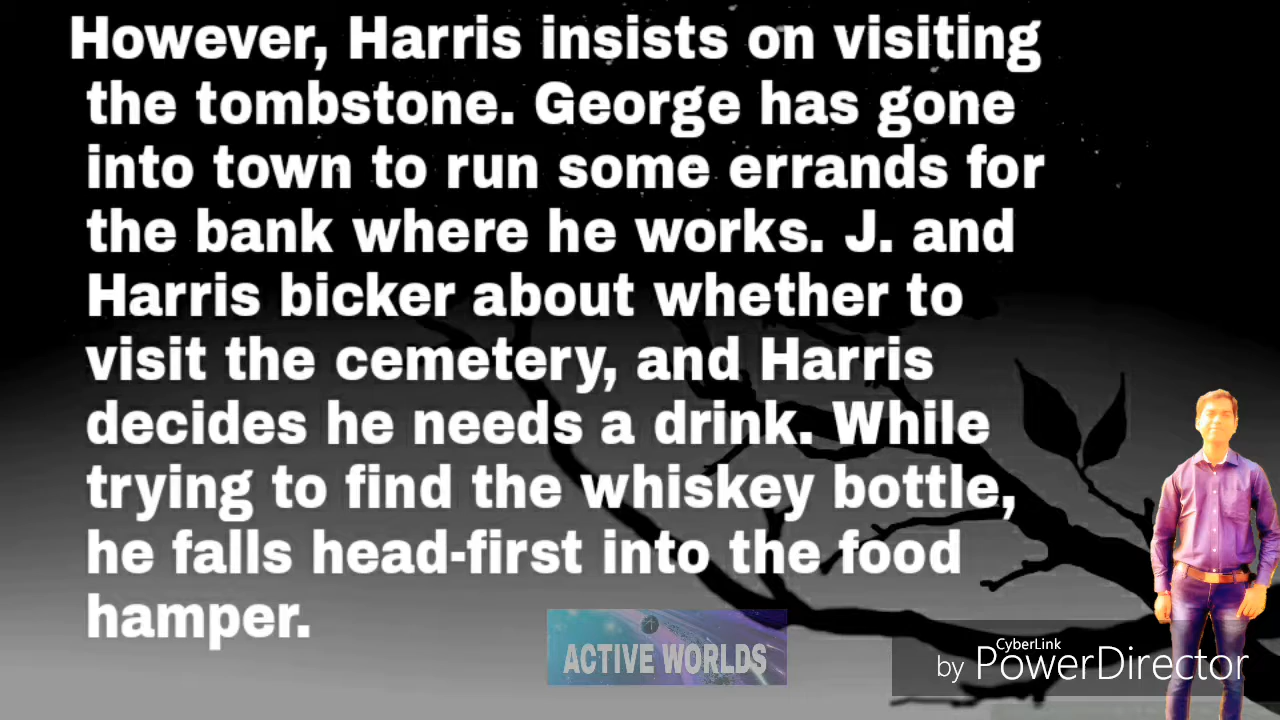 However, Harris insists on visiting
the tombstone. George has gone
into town to run some errands for
the bank where he works. J. and
Harris bicker about whether to
visit the cemetery, and Harris
decides he needs a drink. While
trying to find the whiskey bottle,
he falls head-first into the food
hamper.
ACTIVE WORLDS
CyberLink
by PowerDirector